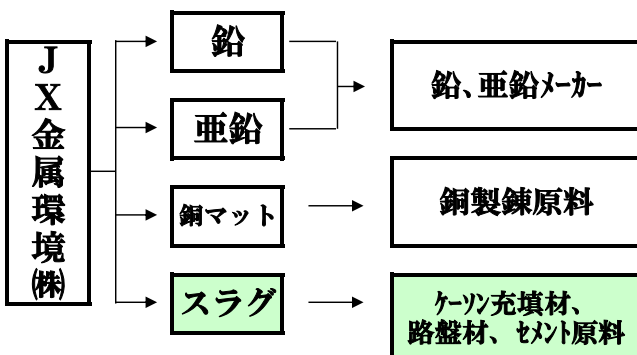 JX金属環境㈱
鉛
亜鉛
銅マット
スラグ
鉛、亜鉛ﾒｰｶｰ
銅製錬原料
ｹｰｿﾝ充填材、
路盤材、ｾﾒﾝﾄ原料